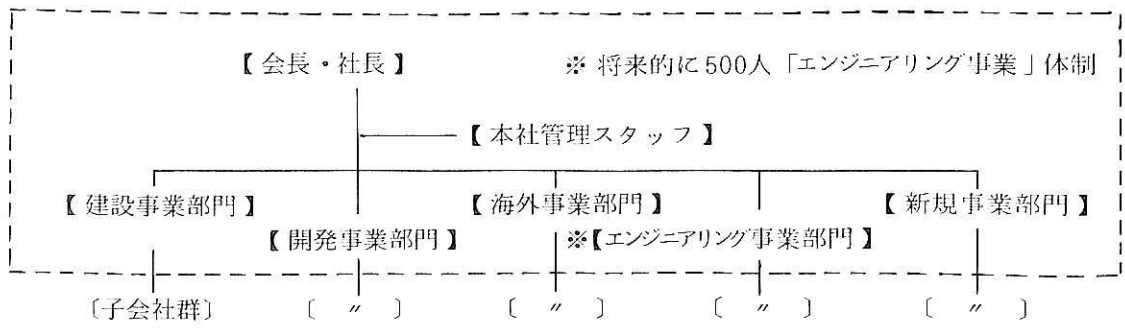 【会長・社長】 ※ 将来的に500人「エンジニアリング事業」体制
【本社管理スタッフ】
【建設事業部門】 【海外事業部門】 【新規事業部門】
【開発事業部門】 ※【エンジニアリング事業部門】
〔子会社群〕 〔 〃 〕 〔 〃 〕 〔 〃 〕 〔 〃 〕